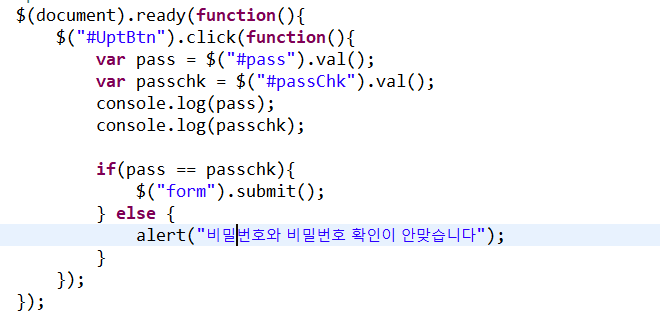 $(document).ready(function(){
    $("#UptBtn").click(function(){
        var pass = $("#pass").val();
        var passchk = $("#passChk").val();
        console.log(pass);
        console.log(passchk);

        if(pass == passchk){
            $("form").submit();
        } else {
            alert("비밀번호와 비밀번호 확인이 안맞습니다");
        }
    });
});